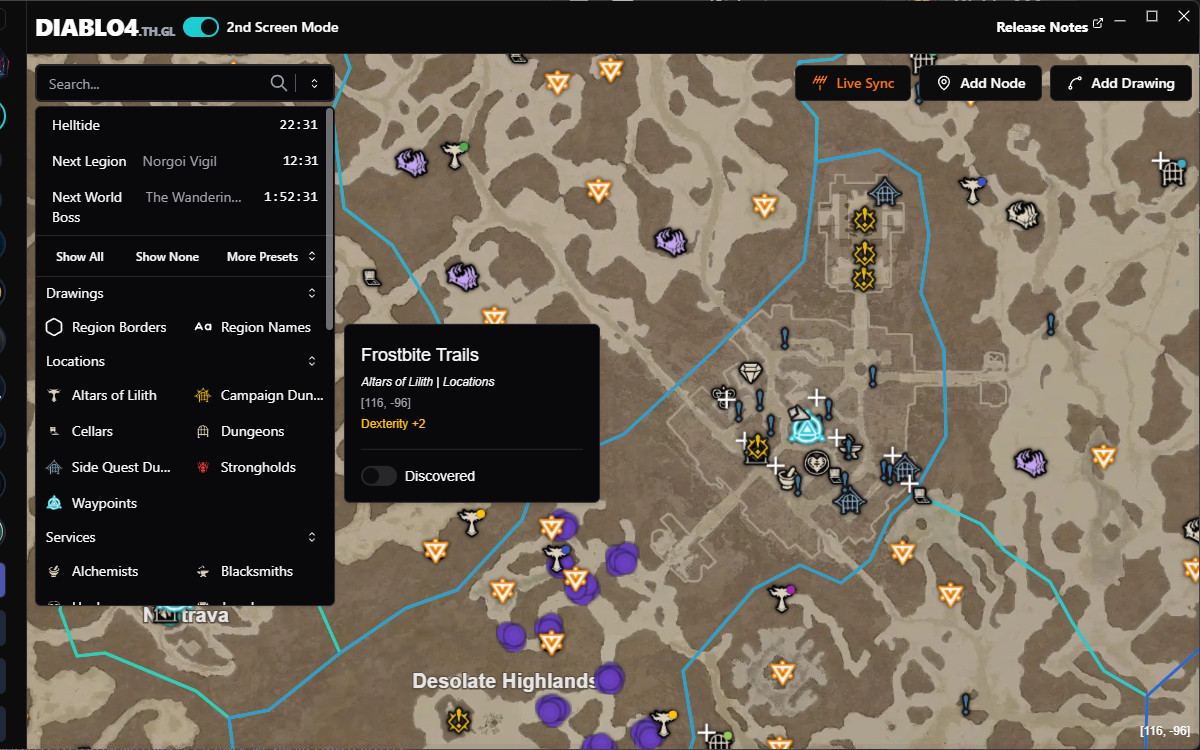 DIABLO4.TH.GL
2nd Screen Mode
Release Notes
Search...
Live Sync
Add Node
Add Drawing
Helltide 22:31
Next Legion Norgoi Vigil 12:31
Next World Boss The Wanderin... 1:52:31
Show All Show None More Presets
Drawings
Region Borders Aa Region Names
Locations
Altars of Lilith Campaign Dun...
Cellars Dungeons
Side Quest Du... Strongholds
Waypoints
Services
Alchemists Blacksmiths
Frostbite Trails
Altars of Lilith | Locations
[116, -96]
Dexterity +2
Discovered
Desolate Highlands
[116, -96]